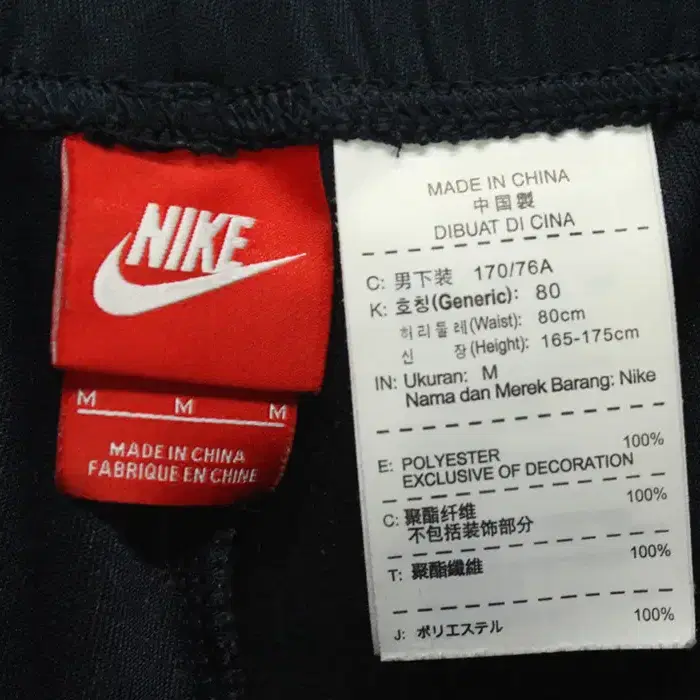 NIKE
M M M
MADE IN CHINA
FABRIQUE EN CHINE
MADE IN CHINA
中国製
DIBUAT DI CINA
C: 男下装 170/76A
K: 호칭(Generic): 80
허리둘레(Waist): 80cm
신 장(Height): 165-175cm
IN: Ukuran: M
Nama dan Merek Barang: Nike
E: POLYESTER 100%
EXCLUSIVE OF DECORATION
C: 聚酯纤维 100%
不包括装饰部分
T: 聚酯纖維 100%
J: ポリエステル 100%